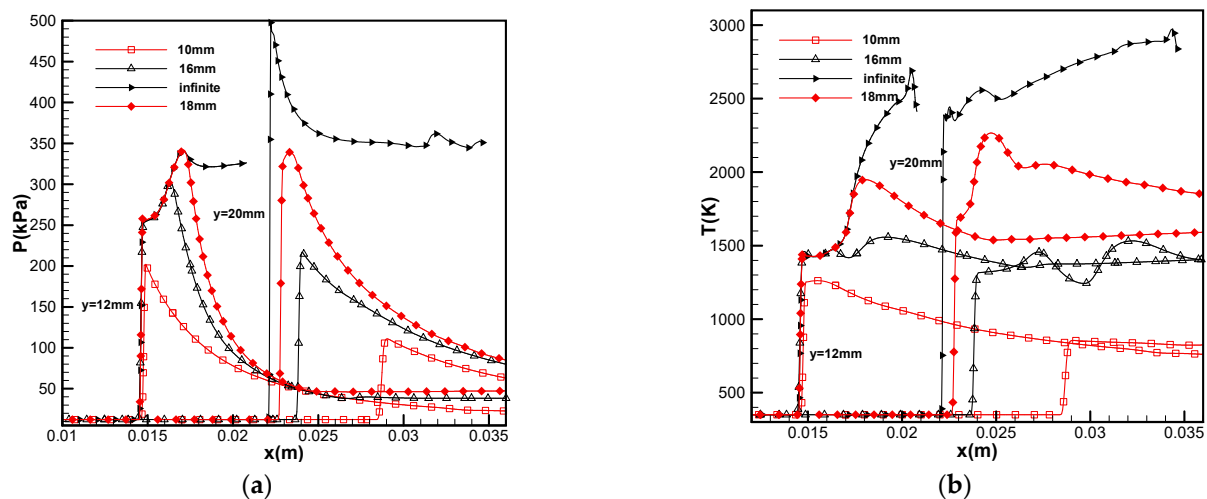 500
450
400
350
300
250
200
150
100
50
P(kPa)
10mm
16mm
infinite
18mm
y=20mm
y=12mm
0.01
0.015
0.02
0.025
0.03
0.035
x(m)
(a)
3000
2500
2000
1500
1000
500
T(K)
10mm
16mm
infinite
18mm
y=20mm
y=12mm
0.015
0.02
0.025
0.03
0.035
x(m)
(b)